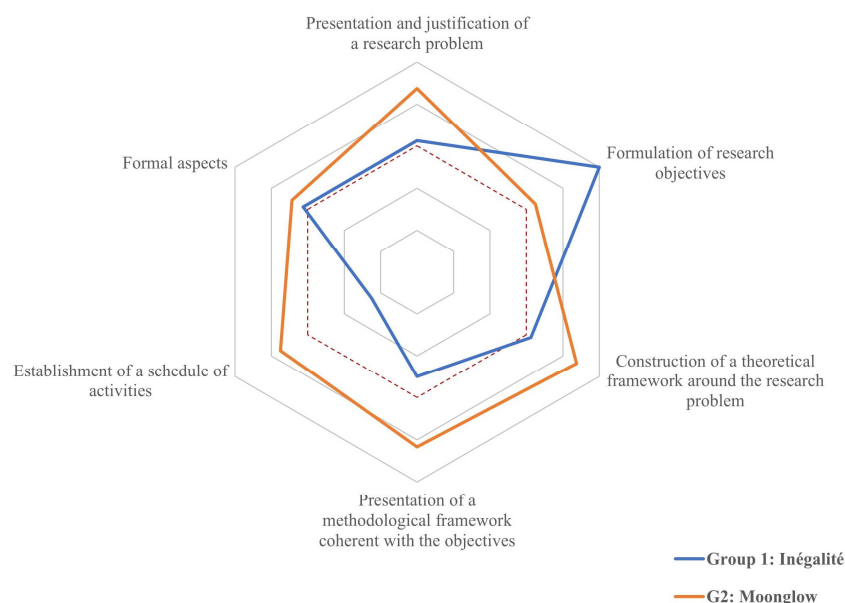 Presentation and justification of
a research problem
Formal aspects
Formulation of research
objectives
Construction of a theoretical
framework around the research
problem
Establishment of a schedule of
activities
Presentation of a
methodological framework
coherent with the objectives
Group 1: Inégalité
G2: Moonglow